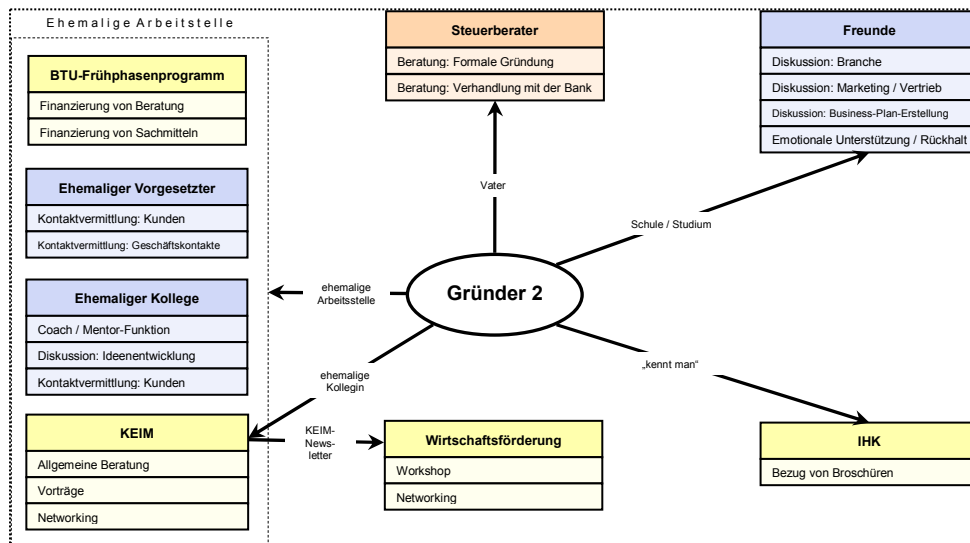 Ehemalige Arbeitstelle
BTU-Frühphasenprogramm
Finanzierung von Beratung
Finanzierung von Sachmitteln
Ehemaliger Vorgesetzter
Kontaktvermittlung: Kunden
Kontaktvermittlung: Geschäftskontakte
Ehemaliger Kollege
Coach / Mentor-Funktion
Diskussion: Ideenentwicklung
Kontaktvermittlung: Kunden
KEIM
Allgemeine Beratung
Vorträge
Networking
Steuerberater
Beratung: Formale Gründung
Beratung: Verhandlung mit der Bank
Vater
Gründer 2
ehemalige
Arbeitsstelle
ehemalige
Kollegin
KEIM-
News-
letter
Wirtschaftsförderung
Workshop
Networking
Freunde
Diskussion: Branche
Diskussion: Marketing / Vertrieb
Diskussion: Business-Plan-Erstellung
Emotionale Unterstützung / Rückhalt
Schule / Studium
„kennt man“
IHK
Bezug von Broschüren